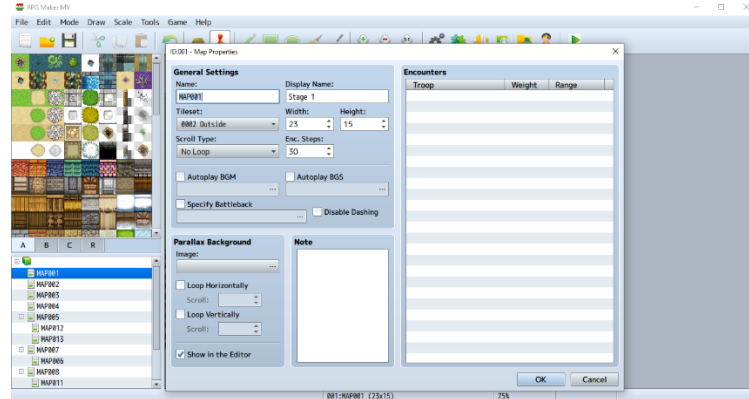 RPG Maker MV
File Edit Mode Draw Scale Tools Game Help
ID:001 - Map Properties
General Settings
Name:
Display Name:
MAP001
Stage 1
Tileset:
Width:
Height:
0002 Outside
23
15
Scroll Type:
Enc. Steps:
No Loop
30
Autoplay BGM
Autoplay BGS
...
...
Specify Battleback
...
Disable Dashing
Parallax Background
Image:
...
Loop Horizontally
Scroll:
Loop Vertically
Scroll:
Show in the Editor
Note
Encounters
Troop Weight Range
OK Cancel
A B C R
MAP001
MAP002
MAP003
MAP004
MAP005
MAP012
MAP013
MAP007
MAP006
MAP008
MAP011
001:MAP001 (23x15)
75%